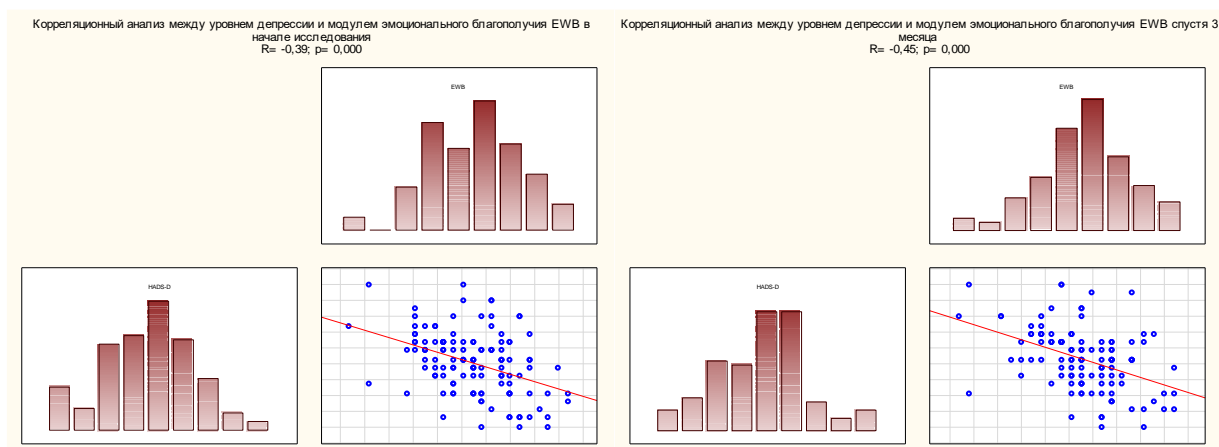 Корреляционный анализ между уровнем депрессии и модулем эмоционального благополучия EWB в
начале исследования
R= -0,39; p= 0,000
EWB
HADS-D
Корреляционный анализ между уровнем депрессии и модулем эмоционального благополучия EWB спустя 3
месяца
R= -0,45; p= 0,000
EWB
HADS-D